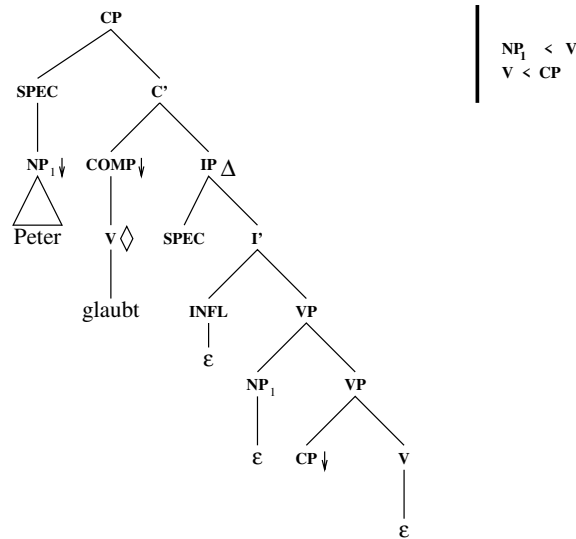 CP
NP₁ < V
V < CP
SPEC C'
NP₁↓ COMP↓ IP Δ
Peter V◊ SPEC I'
glaubt INFL VP
ε NP₁ VP
ε CP↓ V
ε